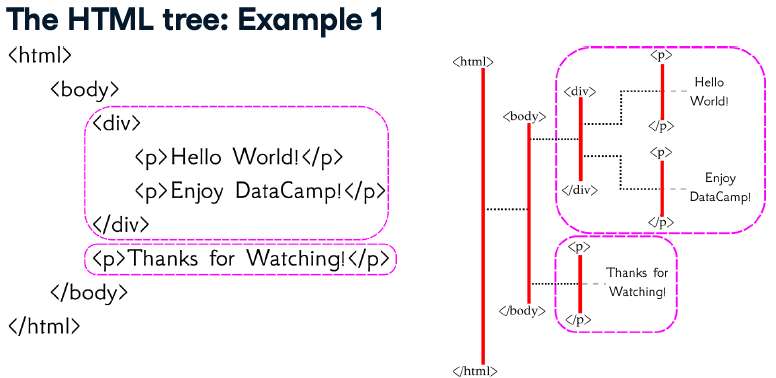 The HTML tree: Example 1
<html>
<body>
<div>
<p>Hello World!</p>
<p>Enjoy DataCamp!</p>
</div>
<p>Thanks for Watching!</p>
</body>
</html>
<html>
<body>
<div>
<p>
Hello
World!
</p>
<p>
Enjoy
DataCamp!
</p>
</div>
<p>
Thanks for
Watching!
</p>
</body>
</html>